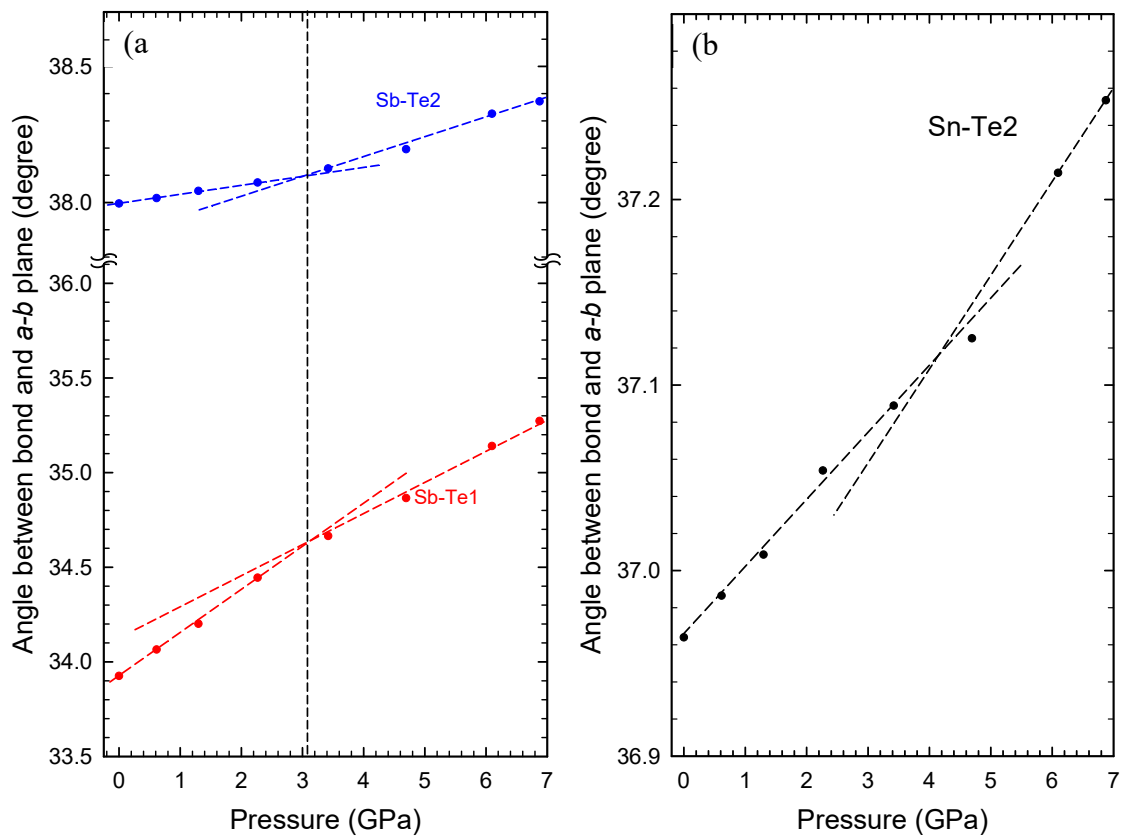 (a
Sb-Te2
Sb-Te1
38.5
38.0
36.0
35.5
35.0
34.5
34.0
33.5
0 1 2 3 4 5 6 7
Pressure (GPa)
Angle between bond and a-b plane (degree)
(b)
Sn-Te2
37.2
37.1
37.0
36.9
0 1 2 3 4 5 6 7
Pressure (GPa)
Angle between bond and a-b plane (degree)